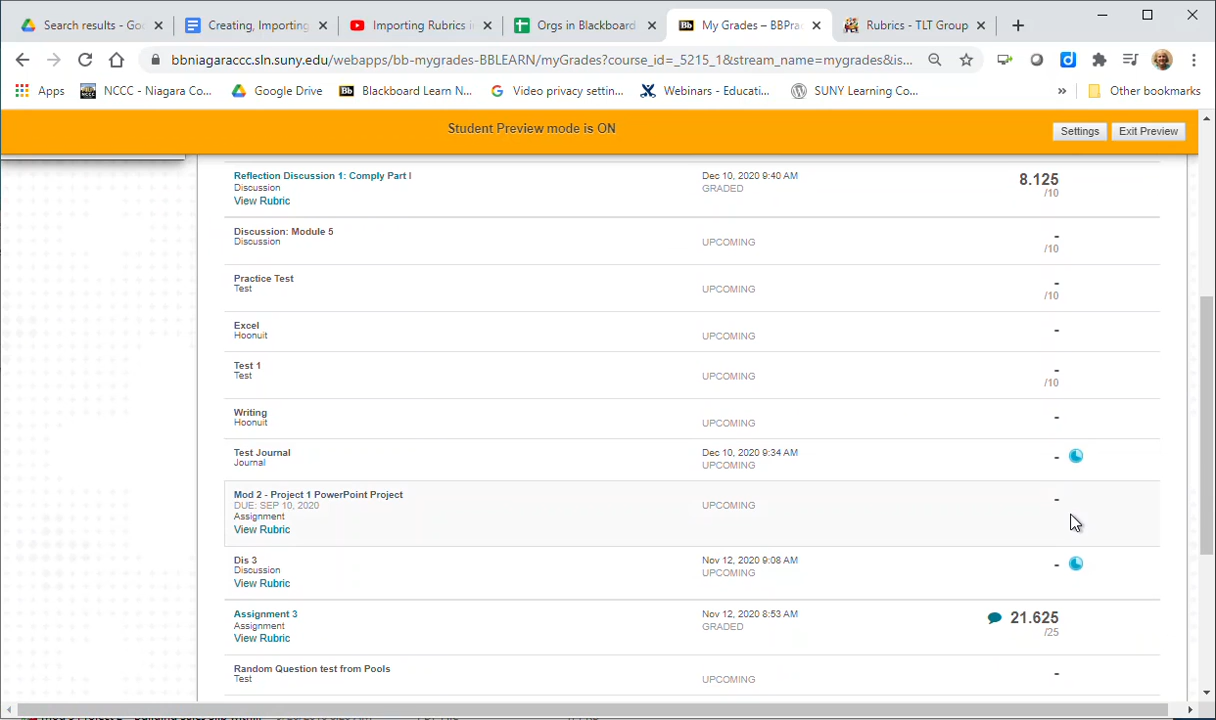 Search results - Goo
Creating, Importing
Importing Rubrics in
Orgs in Blackboard
My Grades – BBPrac
Rubrics - TLT Group
bbniagaraccc.sln.suny.edu/webapps/bb-mygrades-BBLEARN/myGrades?course_id=_5215_1&stream_name=mygrades&is...
Apps
NCCC - Niagara Co...
Google Drive
Blackboard Learn N...
Video privacy settin...
Webinars - Educati...
SUNY Learning Co...
»
Other bookmarks
Student Preview mode is ON
Settings
Exit Preview
Reflection Discussion 1: Comply Part I
Dec 10, 2020 9:40 AM
8.125
Discussion
GRADED
/10
View Rubric
Discussion: Module 5
-
Discussion
UPCOMING
/10
Practice Test
-
Test
UPCOMING
/10
Excel
-
Hoonuit
UPCOMING
Test 1
-
Test
UPCOMING
/10
Writing
-
Hoonuit
UPCOMING
Test Journal
Dec 10, 2020 9:34 AM
-
Journal
UPCOMING
Mod 2 - Project 1 PowerPoint Project
-
DUE: SEP 10, 2020
UPCOMING
Assignment
View Rubric
Dis 3
Nov 12, 2020 9:08 AM
-
Discussion
UPCOMING
View Rubric
Assignment 3
Nov 12, 2020 8:53 AM
21.625
Assignment
GRADED
/25
View Rubric
Random Question test from Pools
-
Test
UPCOMING